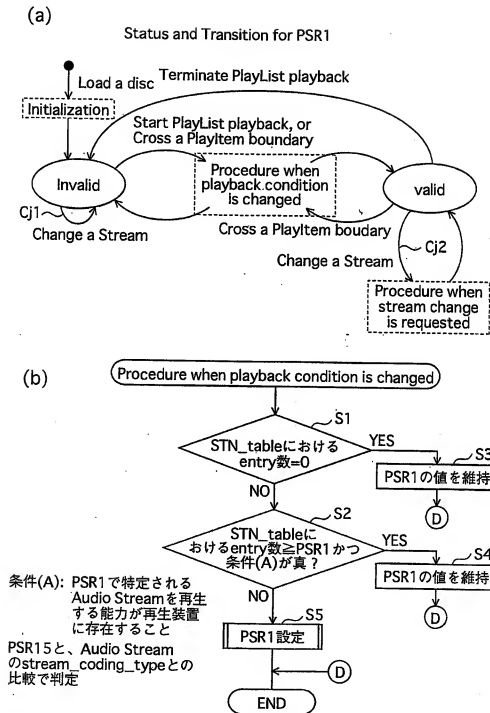 (a)
Status and Transition for PSR1
Load a disc
Terminate PlayList playback
Initialization
Start PlayList playback, or
Cross a PlayItem boundary
Invalid
Procedure when
playback condition
is changed
valid
Cj1
Change a Stream
Cross a PlayItem boudary
Cj2
Change a Stream
Procedure when
stream change
is requested
(b)
Procedure when playback condition is changed
S1
STN_tableにおける
entry数=0
YES
S3
PSR1の値を維持
D
NO
S2
STN_tableに
おけるentry数≧PSR1かつ
条件(A)が真？
YES
S4
PSR1の値を維持
D
NO
条件(A): PSR1で特定される
Audio Streamを再生
する能力が再生装置
に存在すること
PSR15と、Audio Stream
のstream_coding_typeとの
比較で判定
S5
PSR1設定
D
END